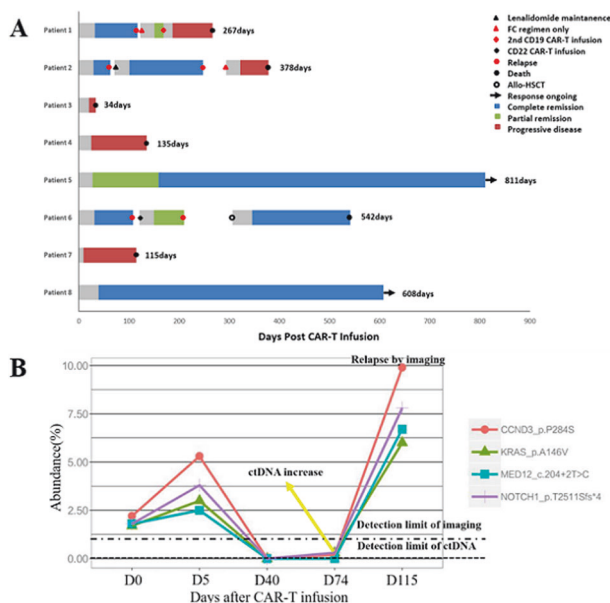 A
Patient 1
267days
Patient 2
378days
Patient 3
34days
Patient 4
135days
Patient 5
811days
Patient 6
542days
Patient 7
115days
Patient 8
608days
0 100 200 300 400 500 600 700 800 900
Days Post CAR-T Infusion
Lenalidomide maintanence
FC regimen only
2nd CD19 CAR-T infusion
CD22 CAR-T infusion
Relapse
Death
Allo-HSCT
Response ongoing
Complete remission
Partial remission
Progressive disease
B
Abundance(%)
10.00
7.50
5.00
2.50
0.00
Relapse by imaging
ctDNA increase
Detection limit of imaging
Detection limit of ctDNA
D0 D5 D40 D74 D115
Days after CAR-T infusion
CCND3_p.P284S
KRAS_p.A146V
MED12_c.204+2T>C
NOTCH1_p.T2511Sfs*4